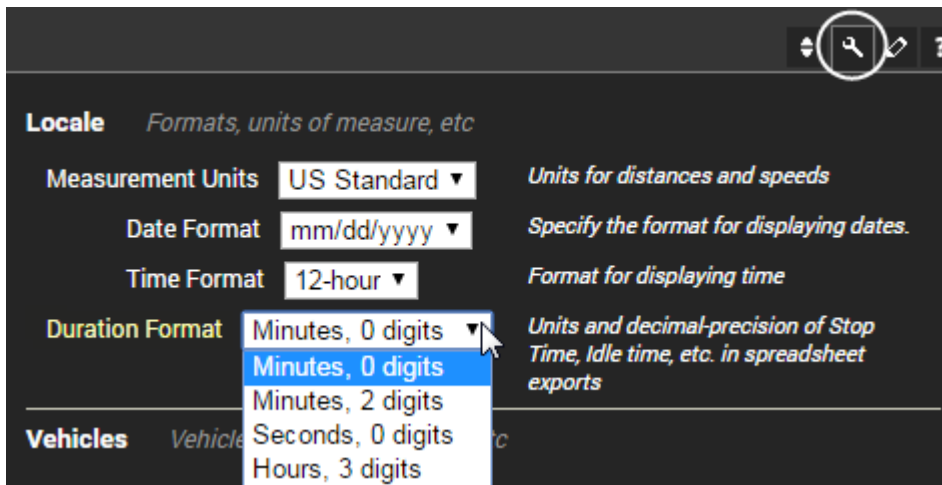 ?
Locale Formats, units of measure, etc
Measurement Units US Standard Units for distances and speeds
Date Format mm/dd/yyyy Specify the format for displaying dates.
Time Format 12-hour Format for displaying time
Duration Format Minutes, 0 digits Units and decimal-precision of Stop
Time, Idle time, etc. in spreadsheet
exports
Minutes, 0 digits
Minutes, 2 digits
Seconds, 0 digits
Hours, 3 digits
Vehicles